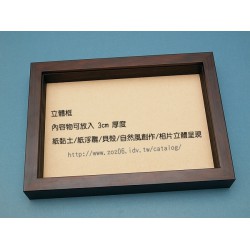 立體框
內容物可放入 3cm 厚度
紙黏土/紙浮雕/貝殼/自然風創作/相片立體呈現
http://www.zoz06.idv.tw/catalog/